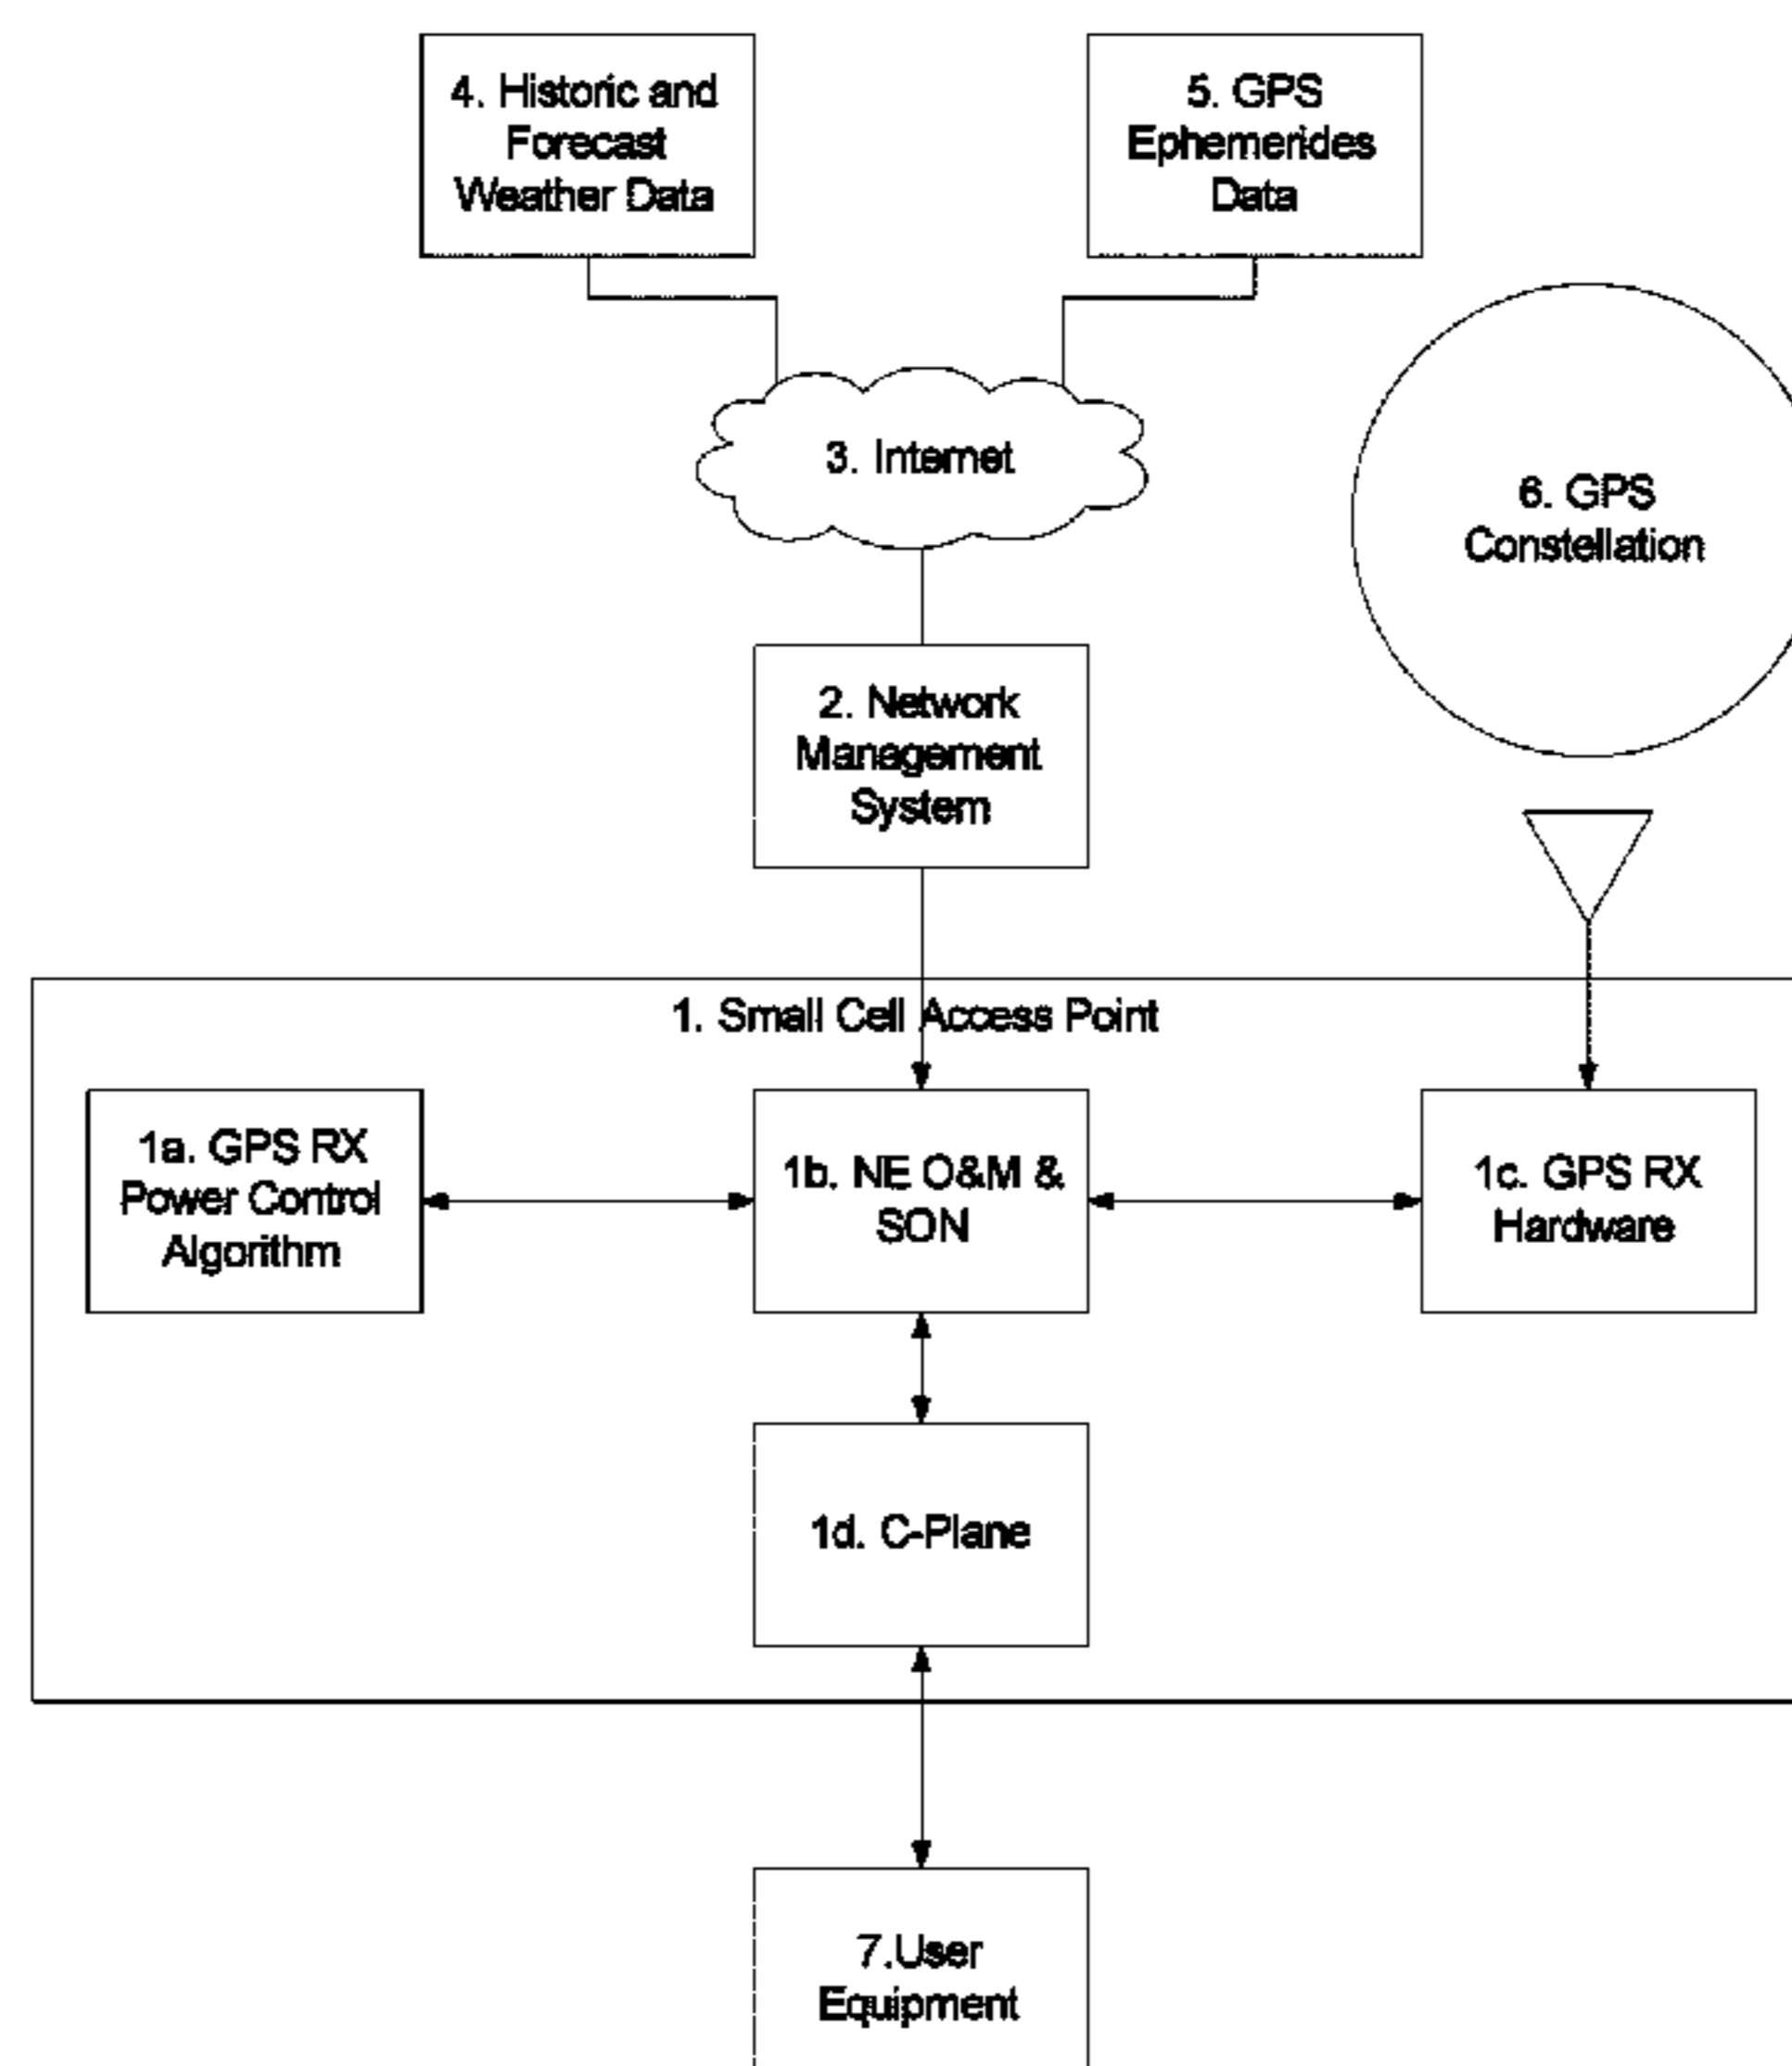 4. Historic and
Forecast
Weather Data
5. GPS
Ephemerides
Data
3. Internet
6. GPS
Constellation
2. Network
Management
System
1. Small Cell Access Point
1a. GPS RX
Power Control
Algorithm
1b. NE O&M &
SON
1c. GPS RX
Hardware
1d. C-Plane
7.User
Equipment